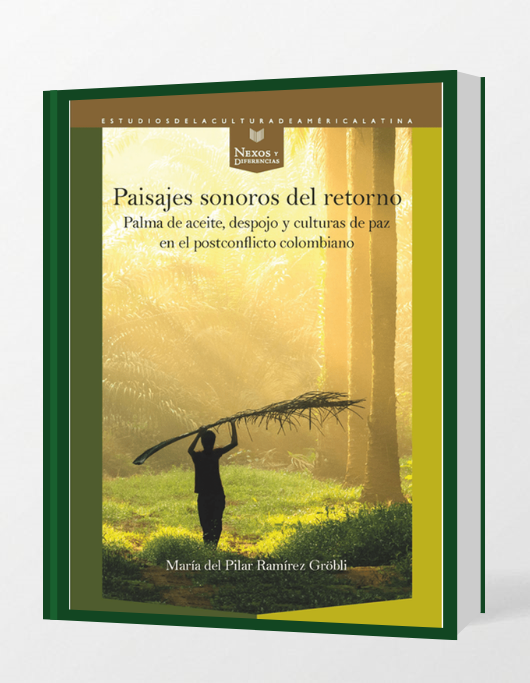 ESTUDIOSDELACULTURADEAMÉRICALATINA
NEXOS Y
DIFERENCIAS
Paisajes sonoros del retorno
Palma de aceite, despojo y culturas de paz
en el postconflicto colombiano
María del Pilar Ramírez Gröbli